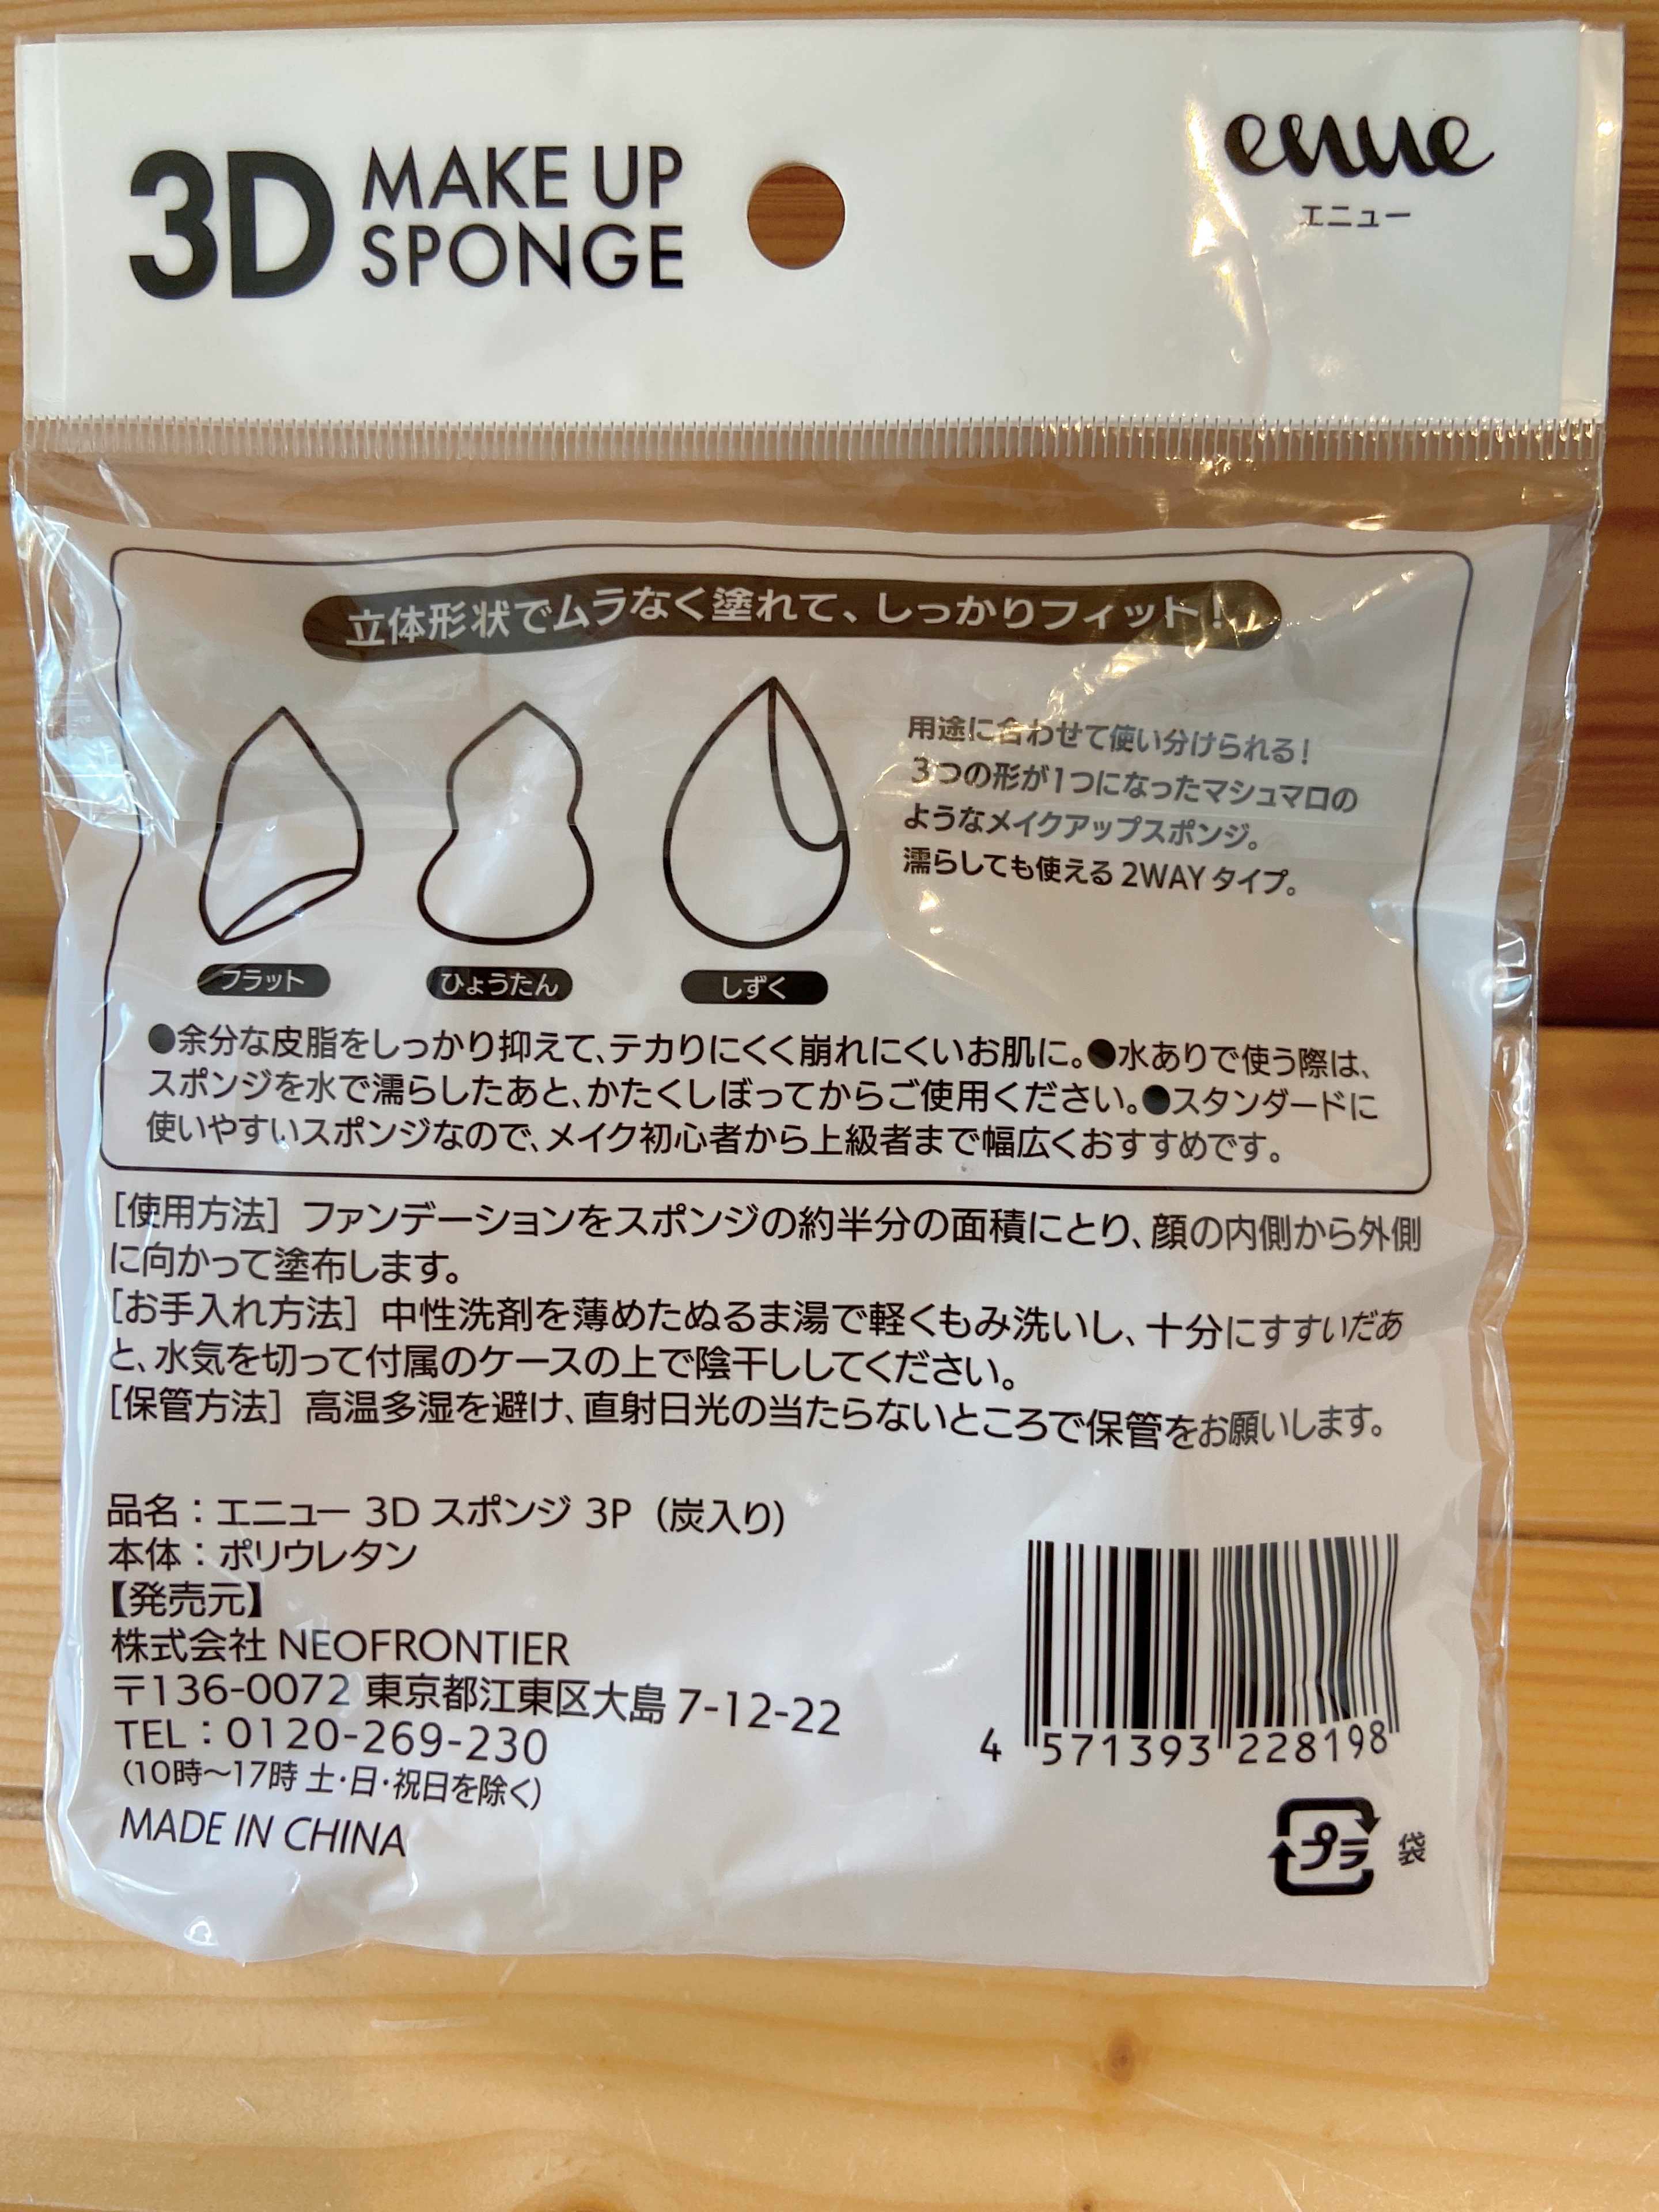 3D MAKE UP
SPONGE
enue
エニュー
立体形状でムラなく塗れて、しっかりフィット！
用途に合わせて使い分けられる！
3つの形が1つになったマシュマロの
ようなメイクアップスポンジ。
濡らしても使える2WAYタイプ。
フラット
ひょうたん
しずく
●余分な皮脂をしっかり抑えて、テカりにくく崩れにくいお肌に。●水ありで使う際は、
スポンジを水で濡らしたあと、かたくしぼってからご使用ください。●スタンダードに
使いやすいスポンジなので、メイク初心者から上級者まで幅広くおすすめです。
［使用方法］ファンデーションをスポンジの約半分の面積にとり、顔の内側から外側
に向かって塗布します。
［お手入れ方法］中性洗剤を薄めたぬるま湯で軽くもみ洗いし、十分にすすいだあ
と、水気を切って付属のケースの上で陰干ししてください。
［保管方法］高温多湿を避け、直射日光の当たらないところで保管をお願いします。
品名：エニュー 3D スポンジ 3P（炭入り）
本体：ポリウレタン
【発売元】
株式会社 NEOFRONTIER
〒136-0072 東京都江東区大島 7-12-22
TEL：0120-269-230
（10時〜17時 土・日・祝日を除く）
MADE IN CHINA
4 571393 228198
プラ 袋